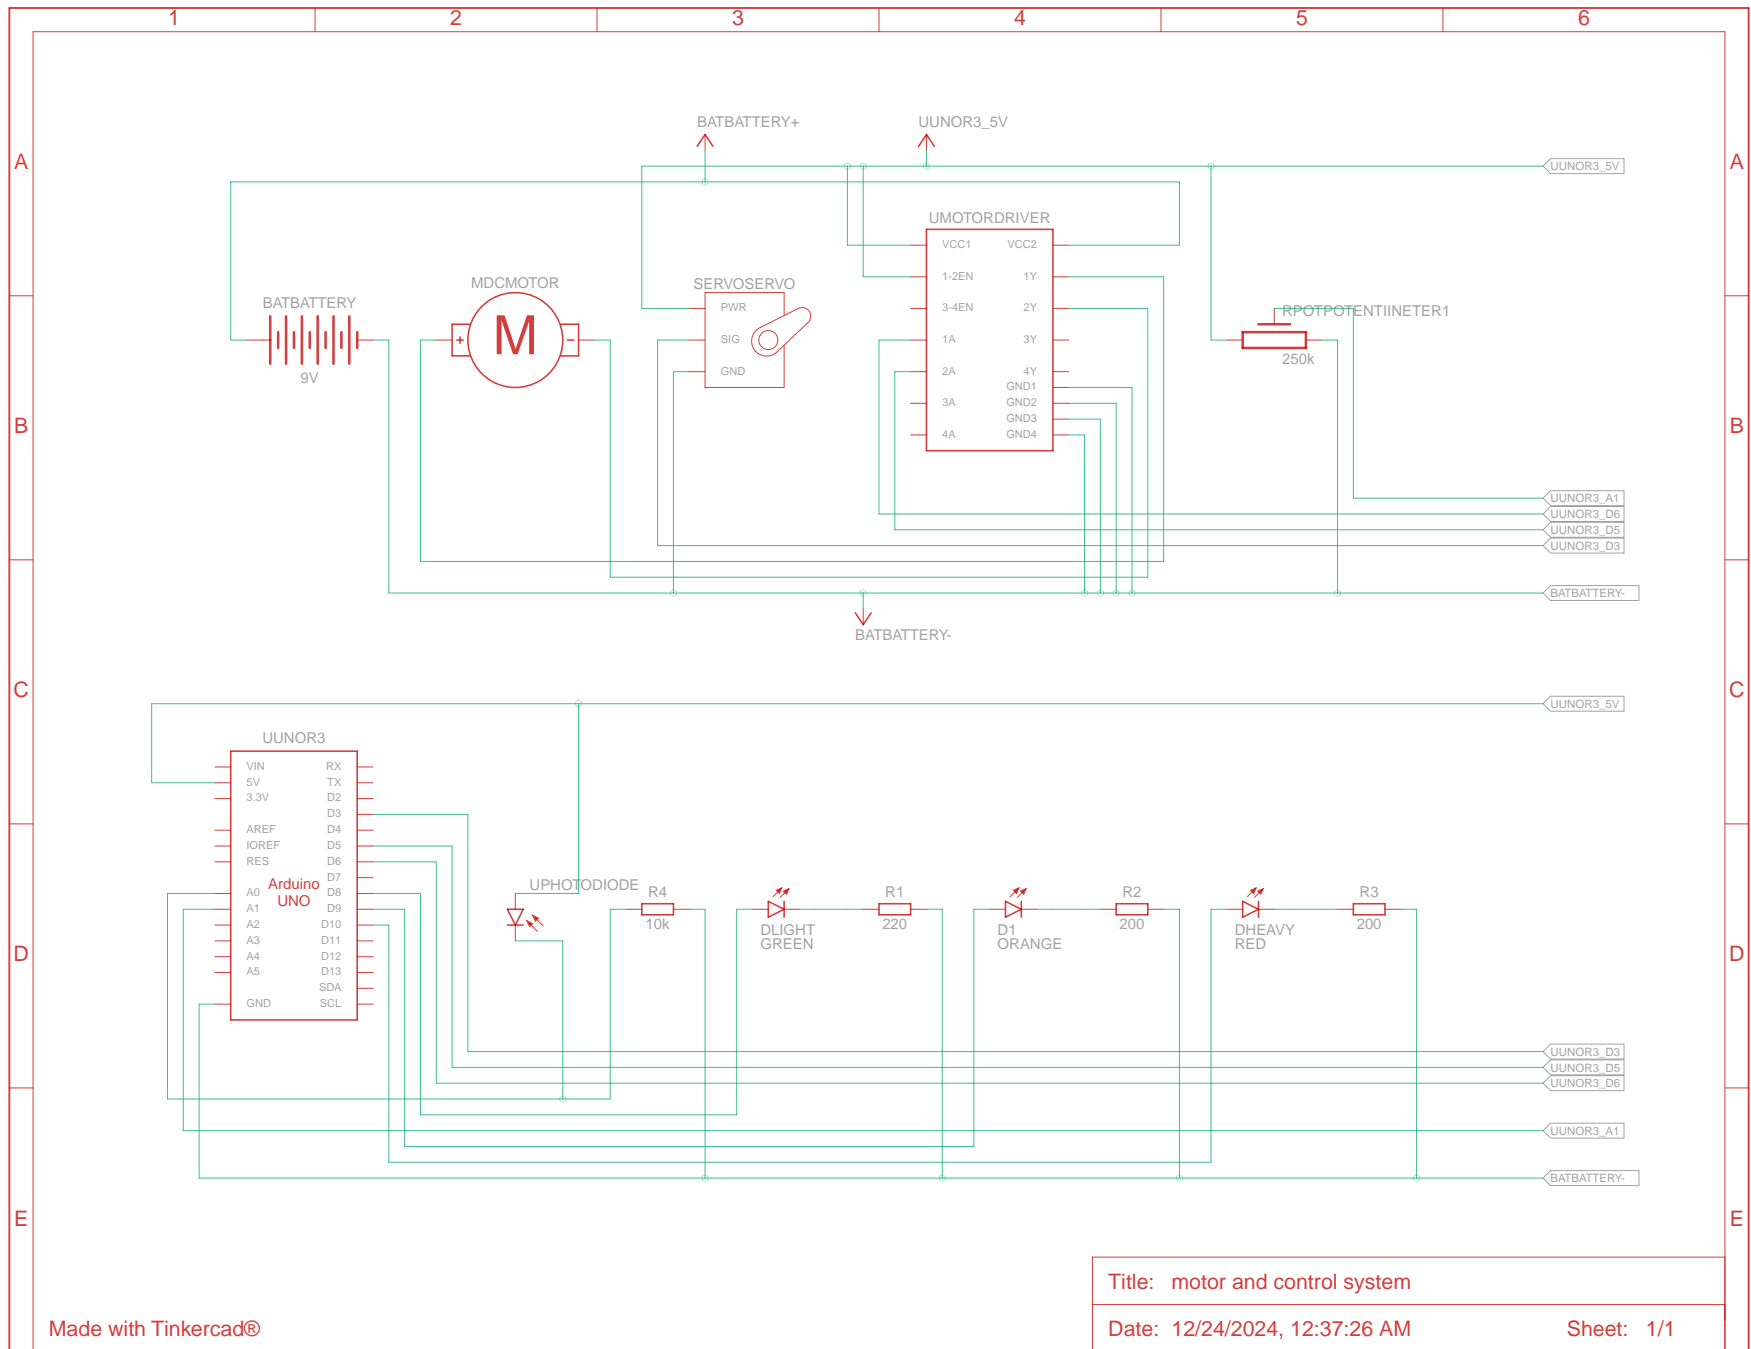 1 2 3 4 5 6
A A
B B
C C
D D
E E
BATBATTERY+
UUNOR3_5V
UUNOR3_5V
UMOTORDRIVER
VCC1 VCC2
1-2EN 1Y
3-4EN 2Y
1A 3Y
2A 4Y
GND1
3A GND2
GND3
4A GND4
MDCMOTOR
+ M -
SERVOSERVO
PWR
SIG
GND
BATBATTERY
9V
RPOTPOTENTIINETER1
250k
UUNOR3_A1
UUNOR3_D6
UUNOR3_D5
UUNOR3_D3
BATBATTERY-
BATBATTERY-
UUNOR3_5V
UUNOR3
VIN RX
5V TX
3.3V D2
D3
AREF D4
IOREF D5
RES D6
D7
A0 D8
A1 D9
A2 D10
A3 D11
A4 D12
A5 D13
SDA
GND SCL
Arduino
UNO
UPHOTODIODE
R4
10k
DLIGHT
GREEN
R1
220
D1
ORANGE
R2
200
DHEAVY
RED
R3
200
UUNOR3_D3
UUNOR3_D5
UUNOR3_D6
UUNOR3_A1
BATBATTERY-
Title: motor and control system
Made with Tinkercad®
Date: 12/24/2024, 12:37:26 AM Sheet: 1/1